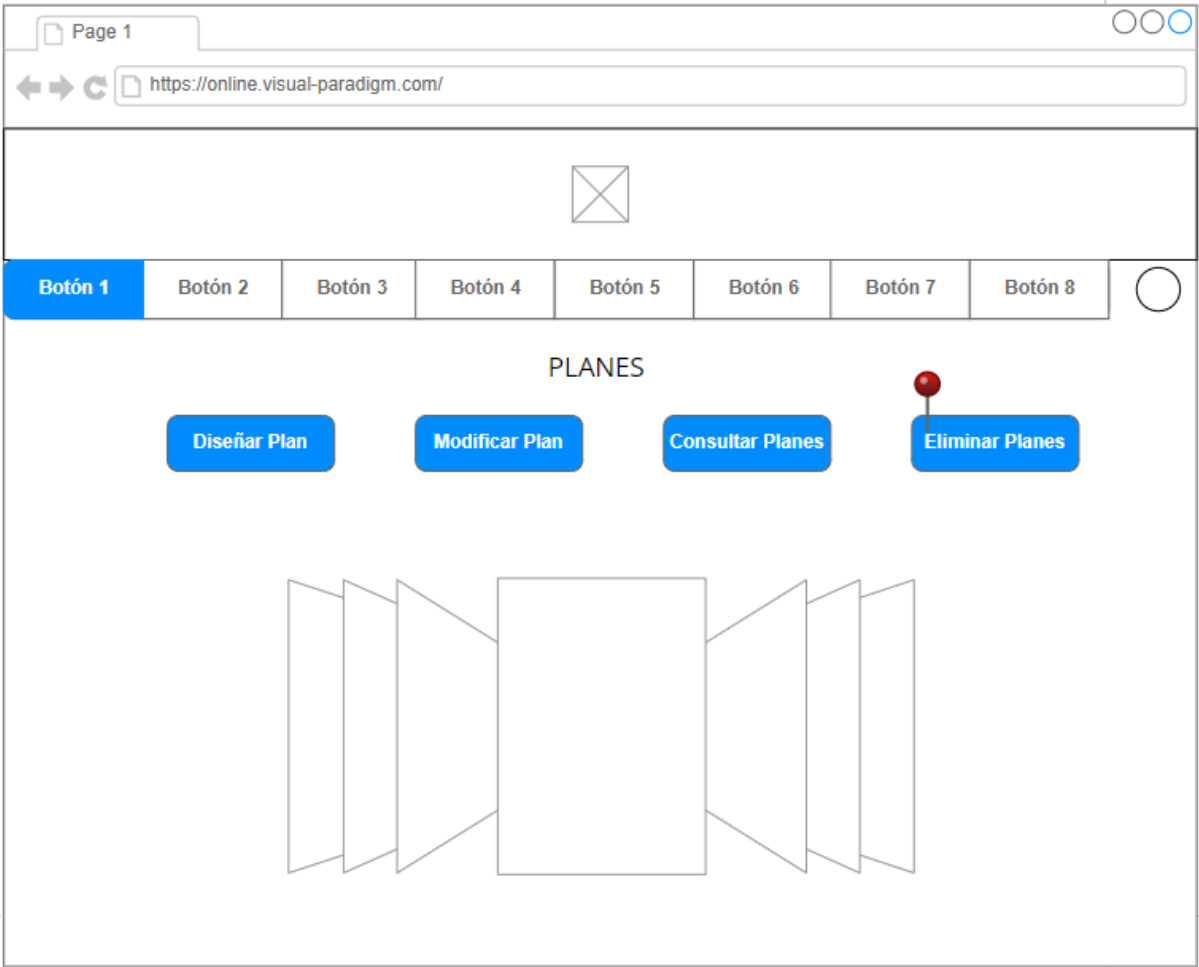 Page 1
https://online.visual-paradigm.com/
Botón 1 Botón 2 Botón 3 Botón 4 Botón 5 Botón 6 Botón 7 Botón 8
PLANES
Diseñar Plan Modificar Plan Consultar Planes Eliminar Planes